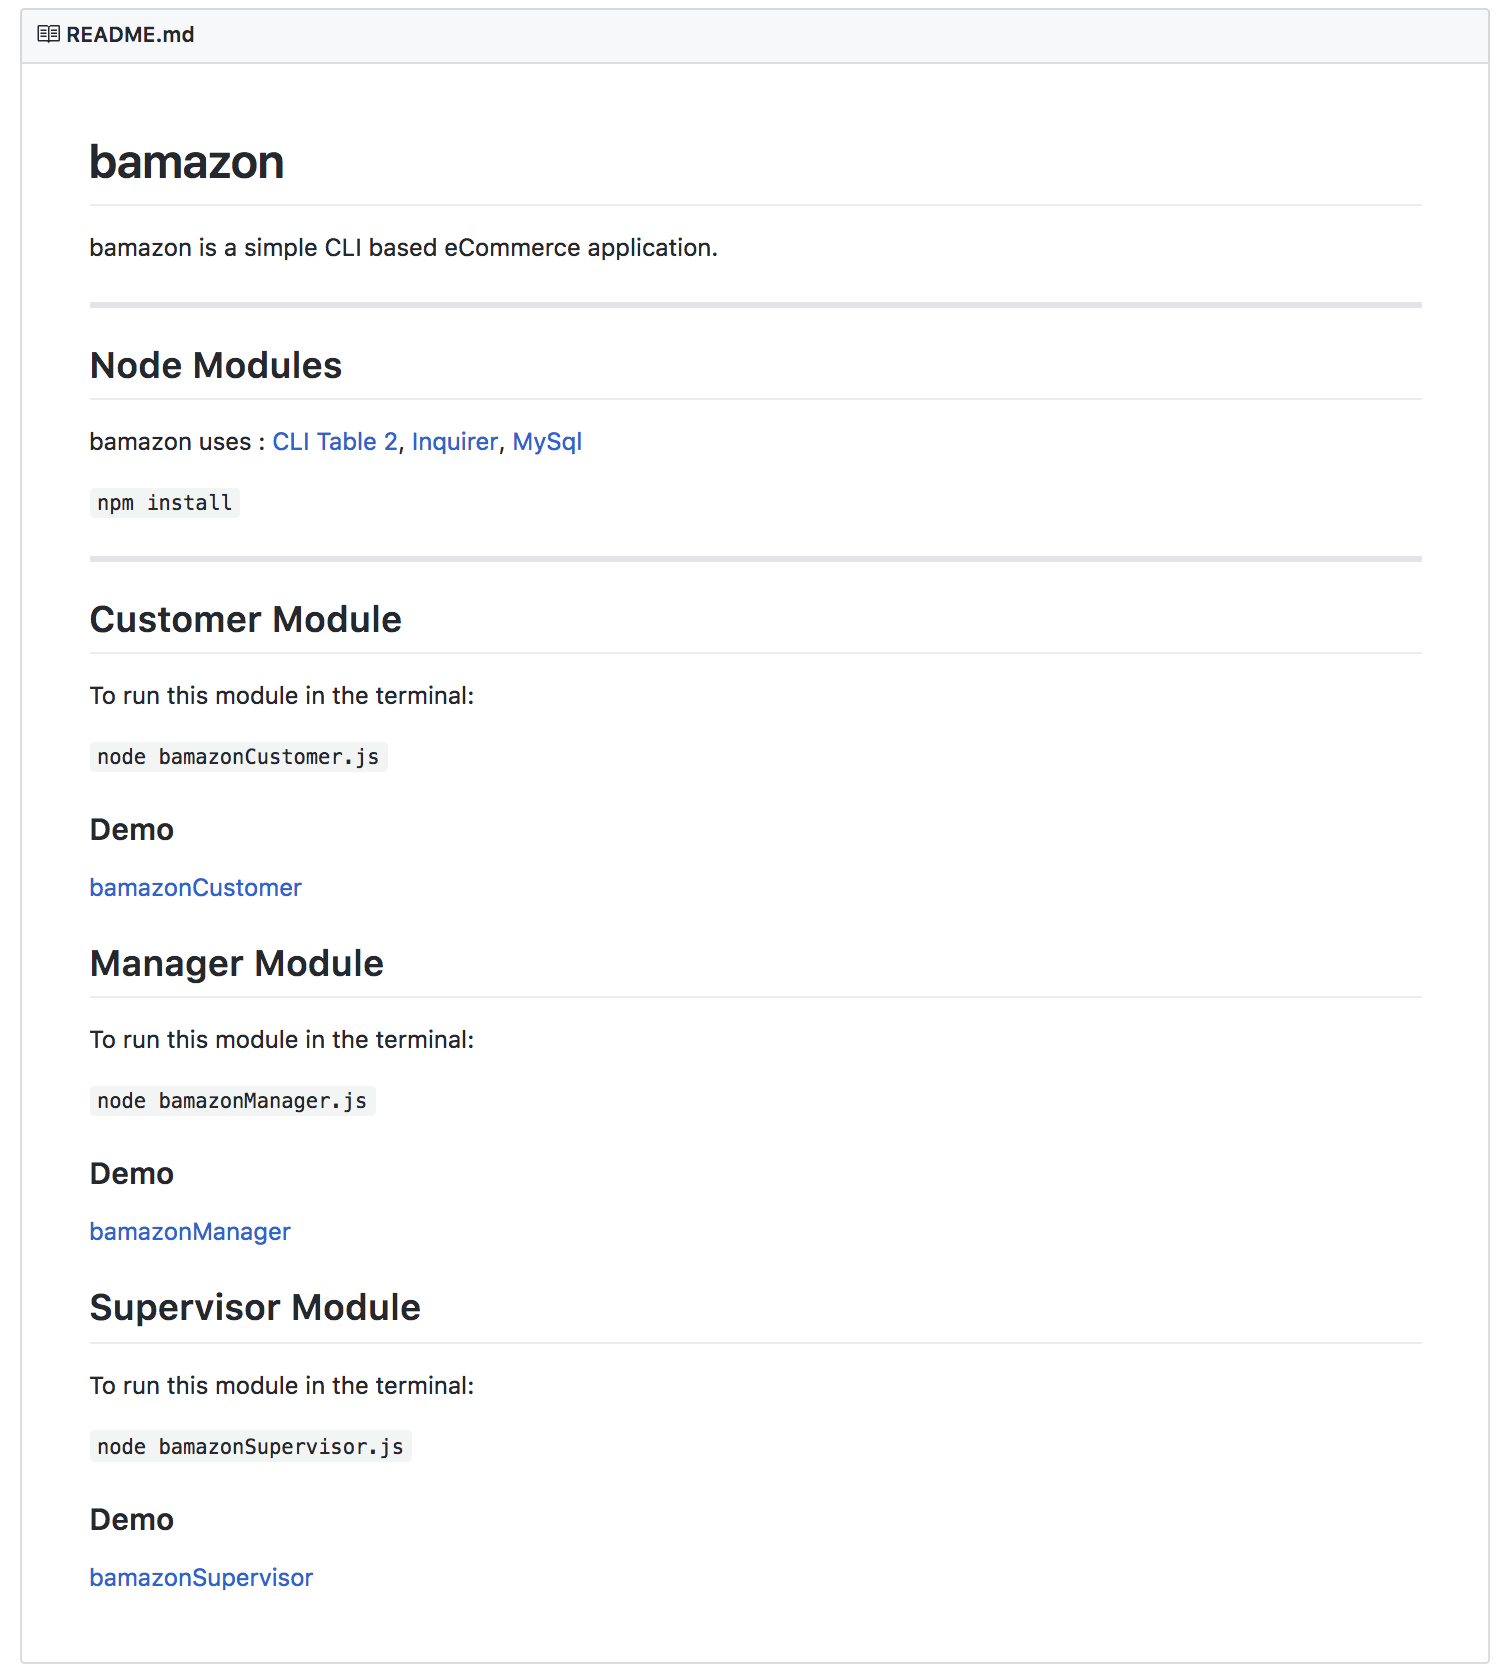 README.md
bamazon
bamazon is a simple CLI based eCommerce application.
Node Modules
bamazon uses : CLI Table 2, Inquirer, MySql
npm install
Customer Module
To run this module in the terminal:
node bamazonCustomer.js
Demo
bamazonCustomer
Manager Module
To run this module in the terminal:
node bamazonManager.js
Demo
bamazonManager
Supervisor Module
To run this module in the terminal:
node bamazonSupervisor.js
Demo
bamazonSupervisor